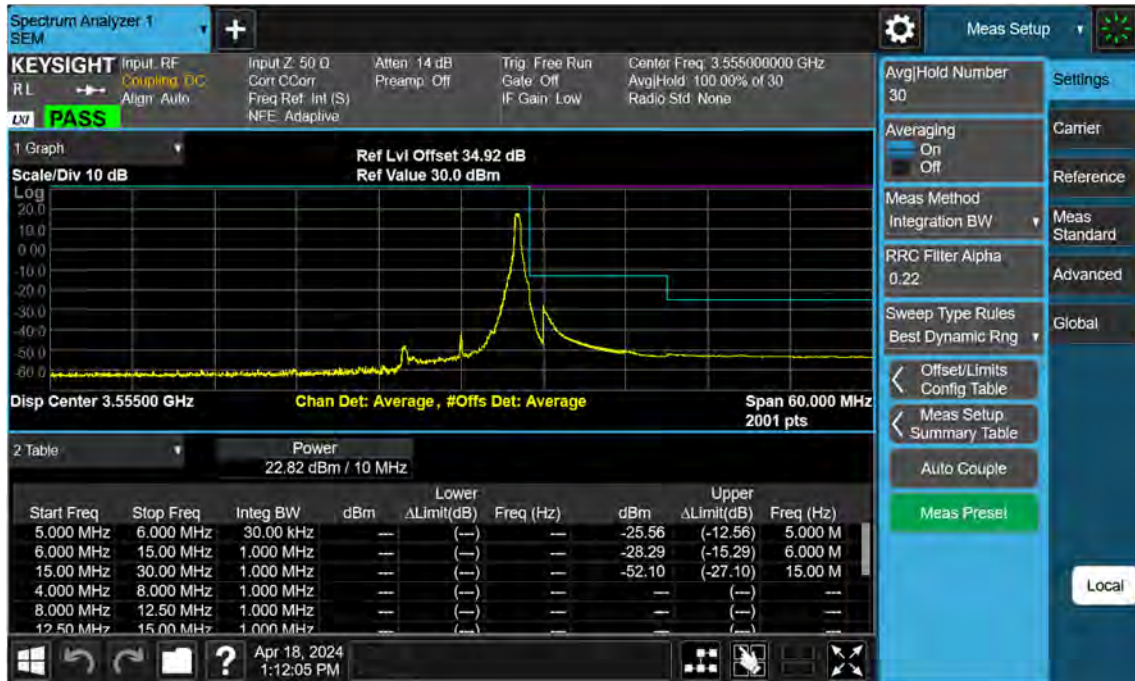 Spectrum Analyzer 1
SEM
+
Meas Setup
KEYSIGHT Input: RF Input Z: 50 Ω Atten: 14 dB Trig: Free Run Center Freq: 3.555000000 GHz
RL Coupling: DC Corr CCorr Preamp: Off Gate: Off Avg|Hold: 100.00% of 30
Align: Auto Freq Ref: Int (S) IF Gain: Low Radio Std: None
LXI PASS NFE: Adaptive
1 Graph
Ref Lvl Offset 34.92 dB
Scale/Div 10 dB Ref Value 30.0 dBm
Log
20.0
10.0
0.00
-10.0
-20.0
-30.0
-40.0
-50.0
-60.0
Disp Center 3.55500 GHz Chan Det: Average, #Offs Det: Average Span 60.000 MHz
2001 pts
2 Table Power
22.82 dBm / 10 MHz
Lower Upper
Start Freq Stop Freq Integ BW dBm ΔLimit(dB) Freq (Hz) dBm ΔLimit(dB) Freq (Hz)
5.000 MHz 6.000 MHz 30.00 kHz --- (---) --- -25.56 (-12.56) 5.000 M
6.000 MHz 15.00 MHz 1.000 MHz --- (---) --- -28.29 (-15.29) 6.000 M
15.00 MHz 30.00 MHz 1.000 MHz --- (---) --- -52.10 (-27.10) 15.00 M
4.000 MHz 8.000 MHz 1.000 MHz --- (---) --- --- (---) ---
8.000 MHz 12.50 MHz 1.000 MHz --- (---) --- --- (---) ---
12.50 MHz 15.00 MHz 1.000 MHz --- (---) --- --- (---) ---
Avg|Hold Number
30
Averaging
On
Off
Meas Method
Integration BW
RRC Filter Alpha
0.22
Sweep Type Rules
Best Dynamic Rng
Offset/Limits
Config Table
Meas Setup
Summary Table
Auto Couple
Meas Preset
Settings
Carrier
Reference
Meas
Standard
Advanced
Global
Local
?
Apr 18, 2024
1:12:05 PM